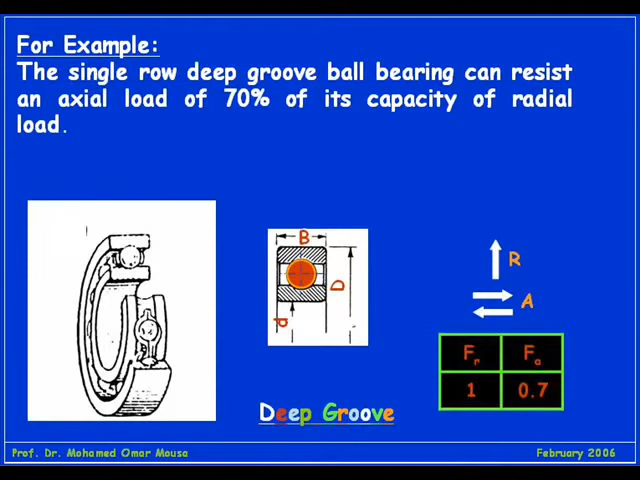 For Example:
The single row deep groove ball bearing can resist
an axial load of 70% of its capacity of radial
load.
B
D
d
R
A
Fr Fa
1 0.7
Deep Groove
Prof. Dr. Mohamed Omar Mousa
February 2006